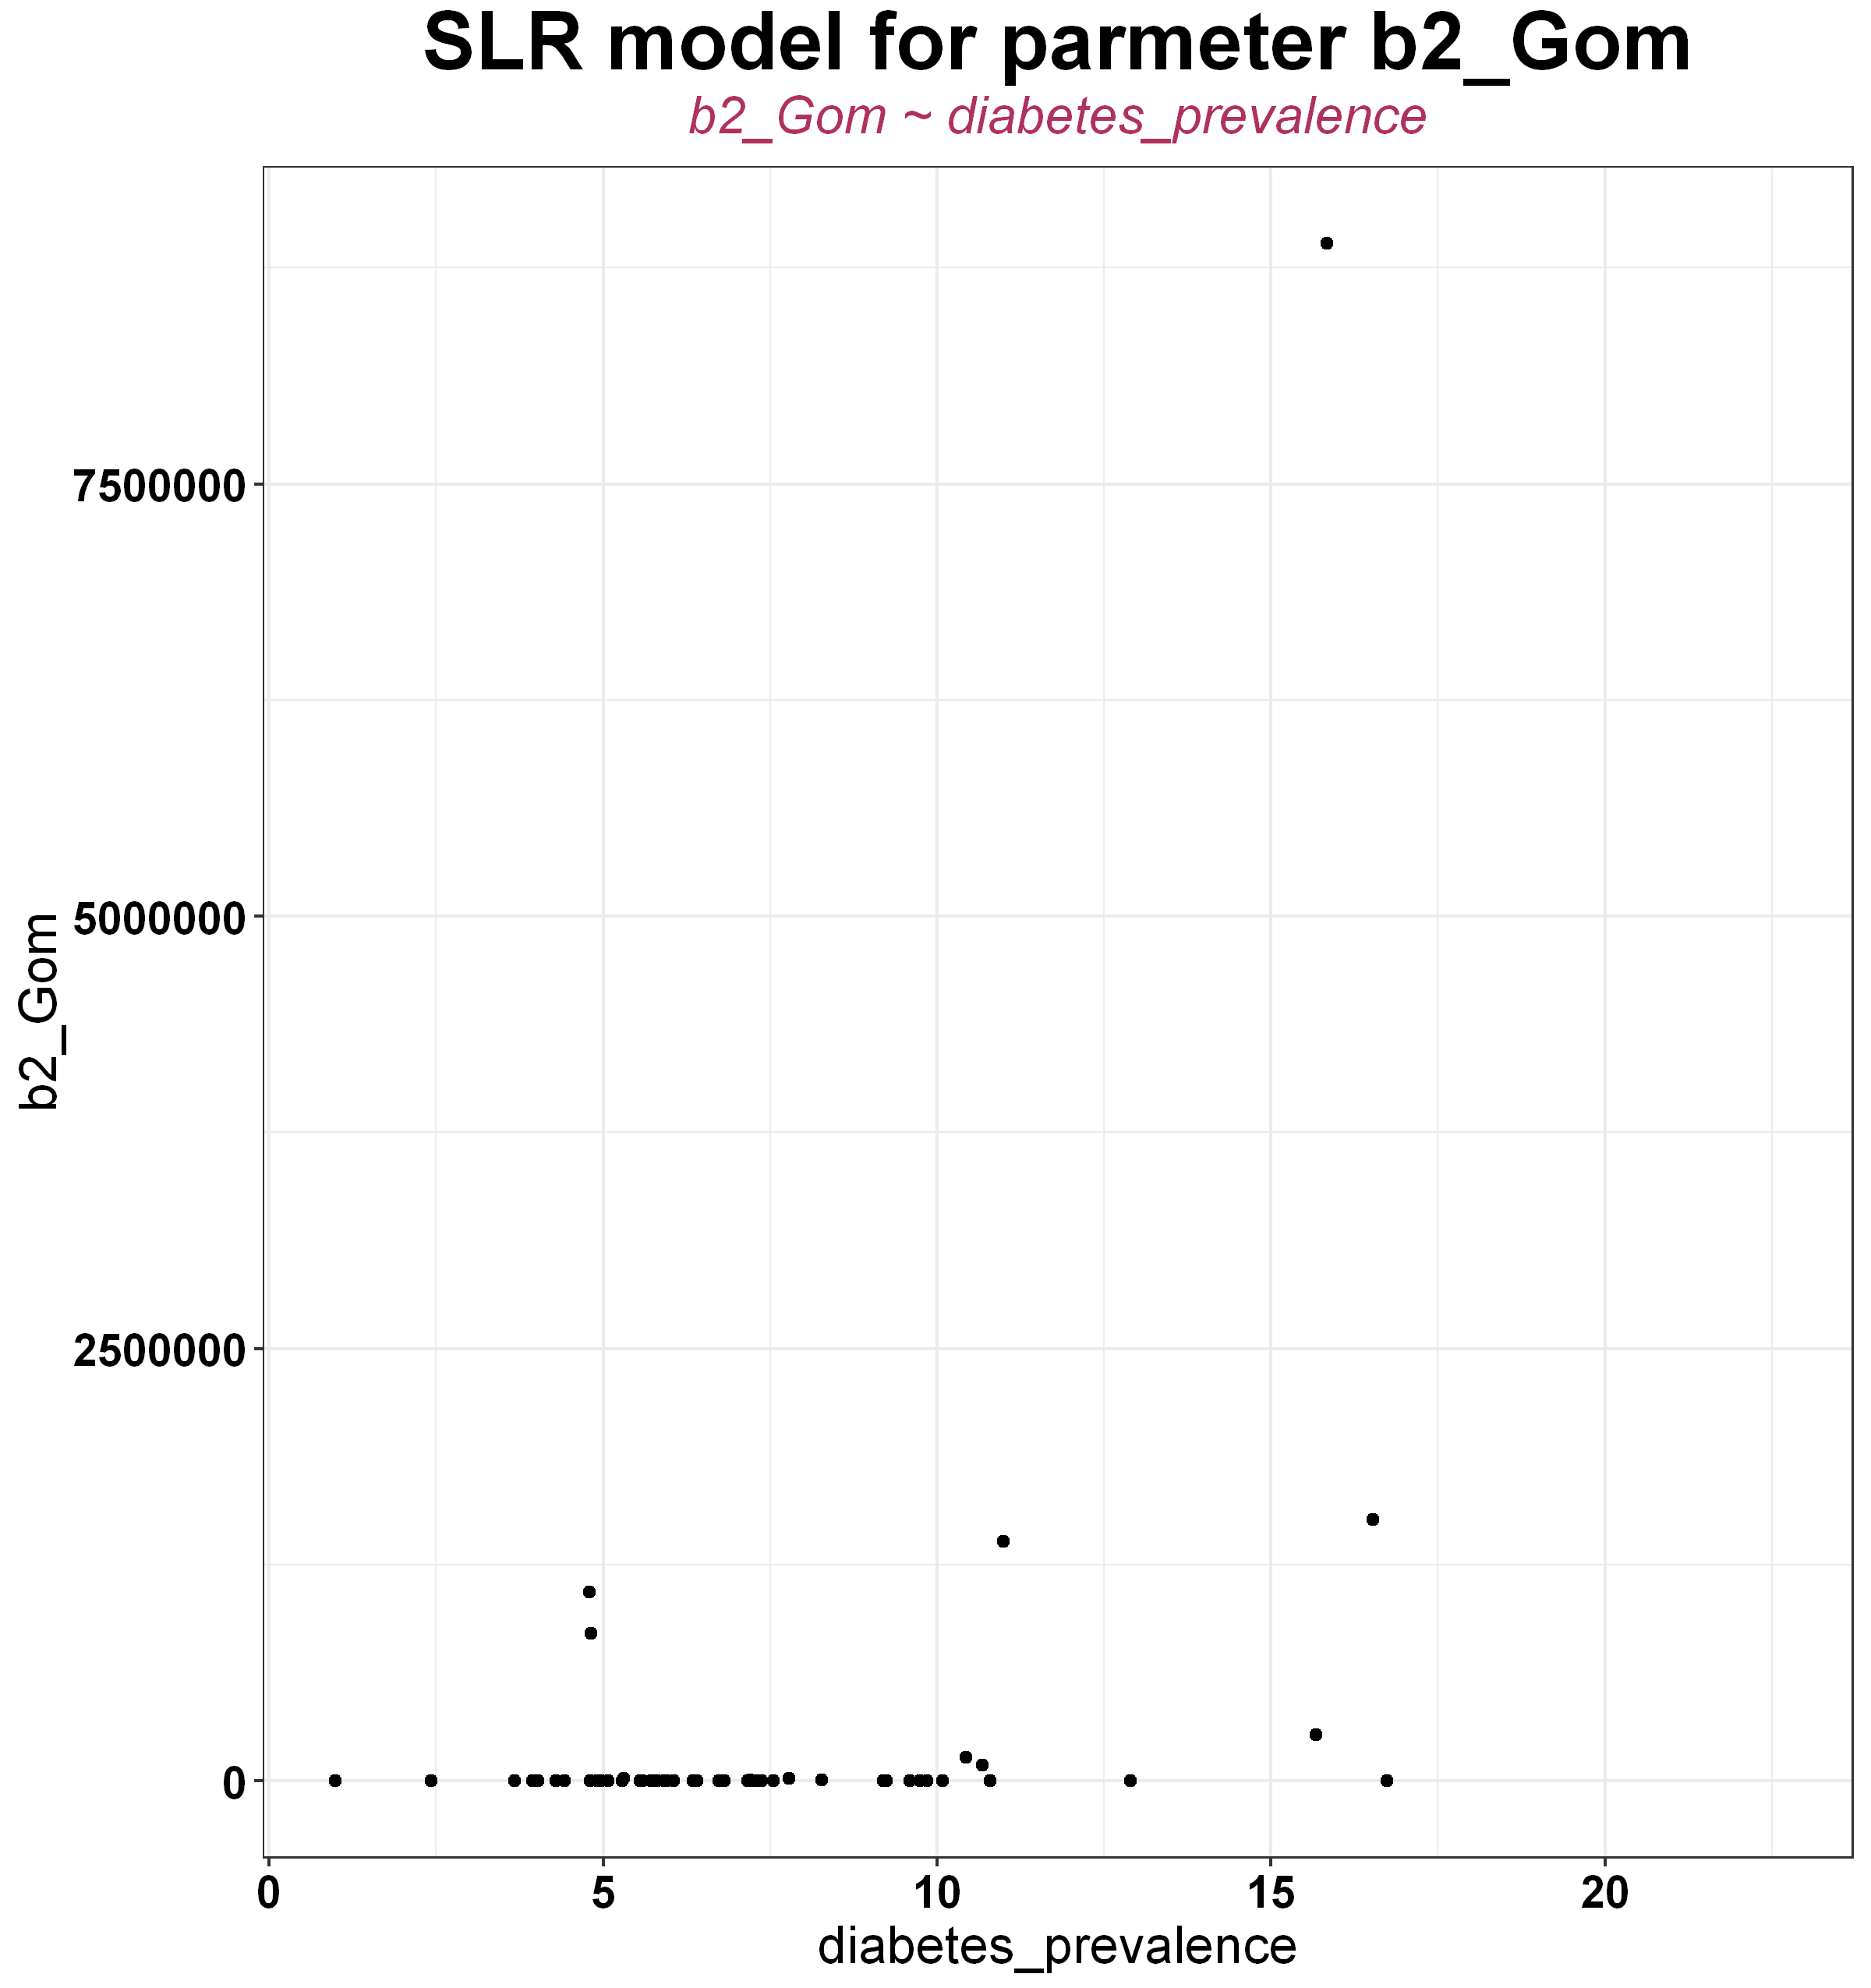 SLR model for parmeter b2_Gom
b2_Gom ~ diabetes_prevalence
b2_Gom
7500000
5000000
2500000
0
0 5 10 15 20
diabetes_prevalence